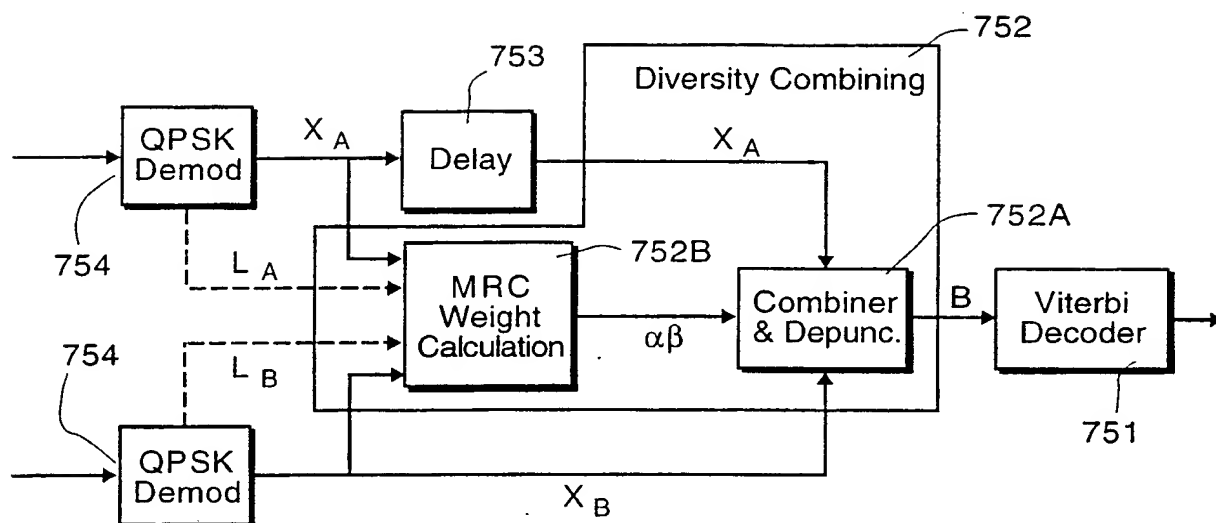 752
753
Diversity Combining
QPSK
Demod
X A
Delay
X A
752A
754
L A
752B
MRC
Weight
Calculation
αβ
Combiner
& Depunc.
B
Viterbi
Decoder
754
L B
751
QPSK
Demod
X B